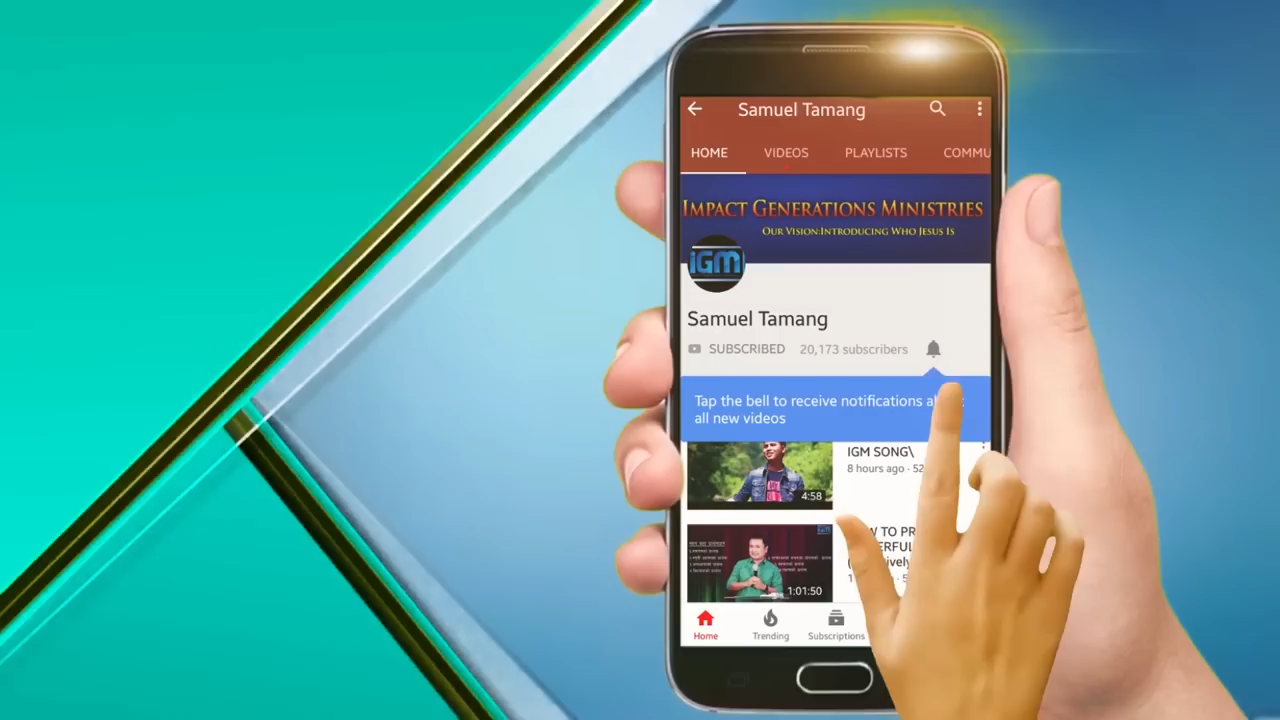 Samuel Tamang
HOME VIDEOS PLAYLISTS COMMU
IMPACT GENERATIONS MINISTRIES
OUR VISION:INTRODUCING WHO JESUS IS
iGM
Samuel Tamang
SUBSCRIBED 20,173 subscribers
Tap the bell to receive notifications
all new videos
IGM SONG\
8 hours ago · 52
4:58
TO PR
1:01:50
Home Trending Subscriptions